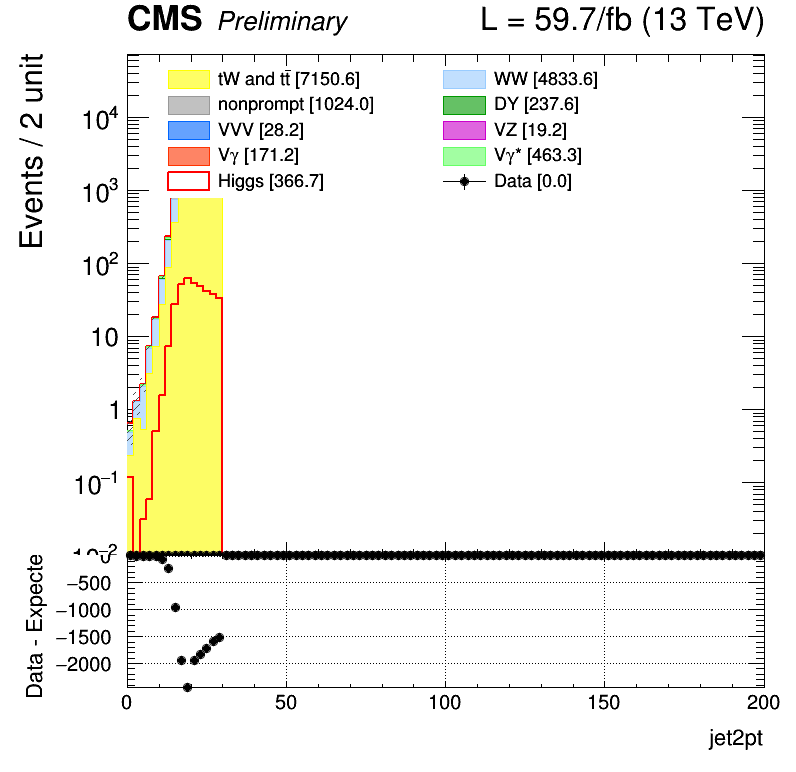 CMS Preliminary L = 59.7/fb (13 TeV)
Events / 2 unit
tW and tt̄ [7150.6] WW [4833.6]
nonprompt [1024.0] DY [237.6]
VVV [28.2] VZ [19.2]
Vγ [171.2] Vγ* [463.3]
Higgs [366.7] Data [0.0]
10⁴
10³
10²
10
1
10⁻¹
Data - Expecte
0
−500
−1000
−1500
−2000
0 50 100 150 200
jet2pt